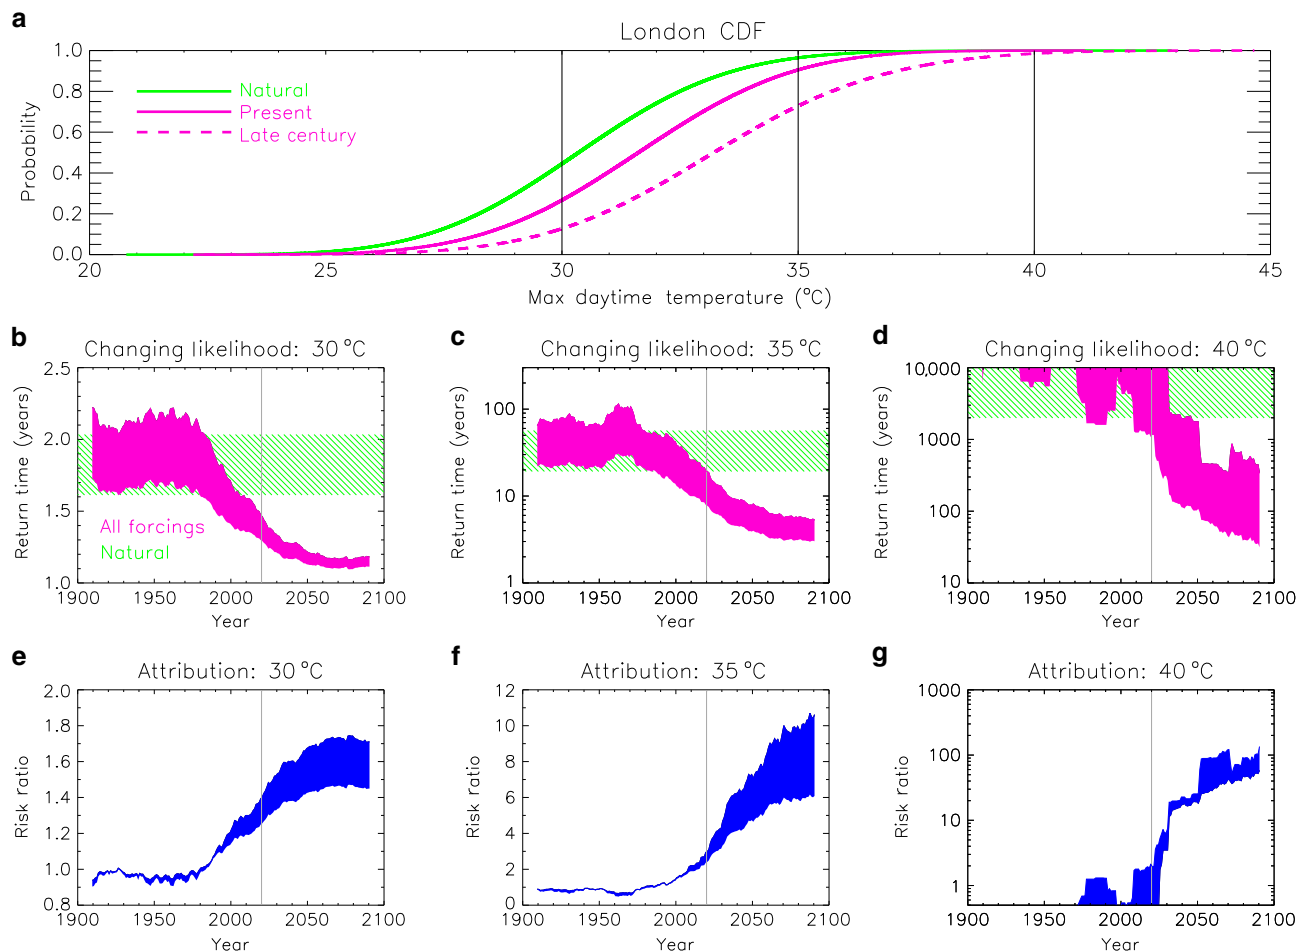 a
London CDF
1.0
0.8
0.6
0.4
0.2
0.0
Probability
Natural
Present
Late century
20 25 30 35 40 45
Max daytime temperature (°C)
b
Changing likelihood: 30 °C
2.5
2.0
1.5
1.0
Return time (years)
All forcings
Natural
1900 1950 2000 2050 2100
Year
c
Changing likelihood: 35 °C
100
10
1
Return time (years)
1900 1950 2000 2050 2100
Year
d
Changing likelihood: 40 °C
10,000
1000
100
10
Return time (years)
1900 1950 2000 2050 2100
Year
e
Attribution: 30 °C
2.0
1.8
1.6
1.4
1.2
1.0
0.8
Risk ratio
1900 1950 2000 2050 2100
Year
f
Attribution: 35 °C
12
10
8
6
4
2
0
Risk ratio
1900 1950 2000 2050 2100
Year
g
Attribution: 40 °C
1000
100
10
1
Risk ratio
1900 1950 2000 2050 2100
Year